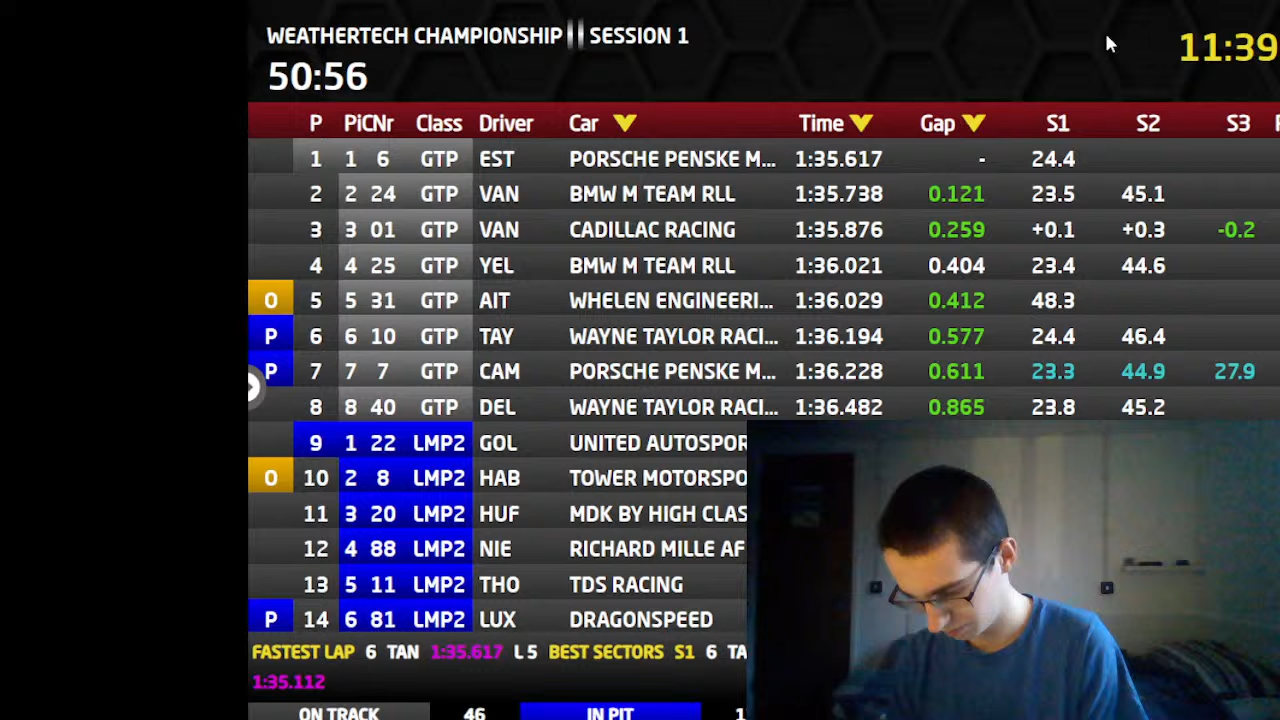 WEATHERTECH CHAMPIONSHIP || SESSION 1
11:39
50:56
P PiC Nr Class Driver Car Time Gap S1 S2 S3
1 1 6 GTP EST PORSCHE PENSKE M... 1:35.617 - 24.4
2 2 24 GTP VAN BMW M TEAM RLL 1:35.738 0.121 23.5 45.1
3 3 01 GTP VAN CADILLAC RACING 1:35.876 0.259 +0.1 +0.3 -0.2
4 4 25 GTP YEL BMW M TEAM RLL 1:36.021 0.404 23.4 44.6
O 5 5 31 GTP AIT WHELEN ENGINEERI... 1:36.029 0.412 48.3
P 6 6 10 GTP TAY WAYNE TAYLOR RACI... 1:36.194 0.577 24.4 46.4
P 7 7 7 GTP CAM PORSCHE PENSKE M... 1:36.228 0.611 23.3 44.9 27.9
8 8 40 GTP DEL WAYNE TAYLOR RACI... 1:36.482 0.865 23.8 45.2
9 1 22 LMP2 GOL UNITED AUTOSPOR
O 10 2 8 LMP2 HAB TOWER MOTORSPO
11 3 20 LMP2 HUF MDK BY HIGH CLAS
12 4 88 LMP2 NIE RICHARD MILLE AF
13 5 11 LMP2 THO TDS RACING
P 14 6 81 LMP2 LUX DRAGONSPEED
FASTEST LAP 6 TAN 1:35.617 L 5 BEST SECTORS S1 6 TA
1:35.112
ON TRACK 46 IN PIT 1